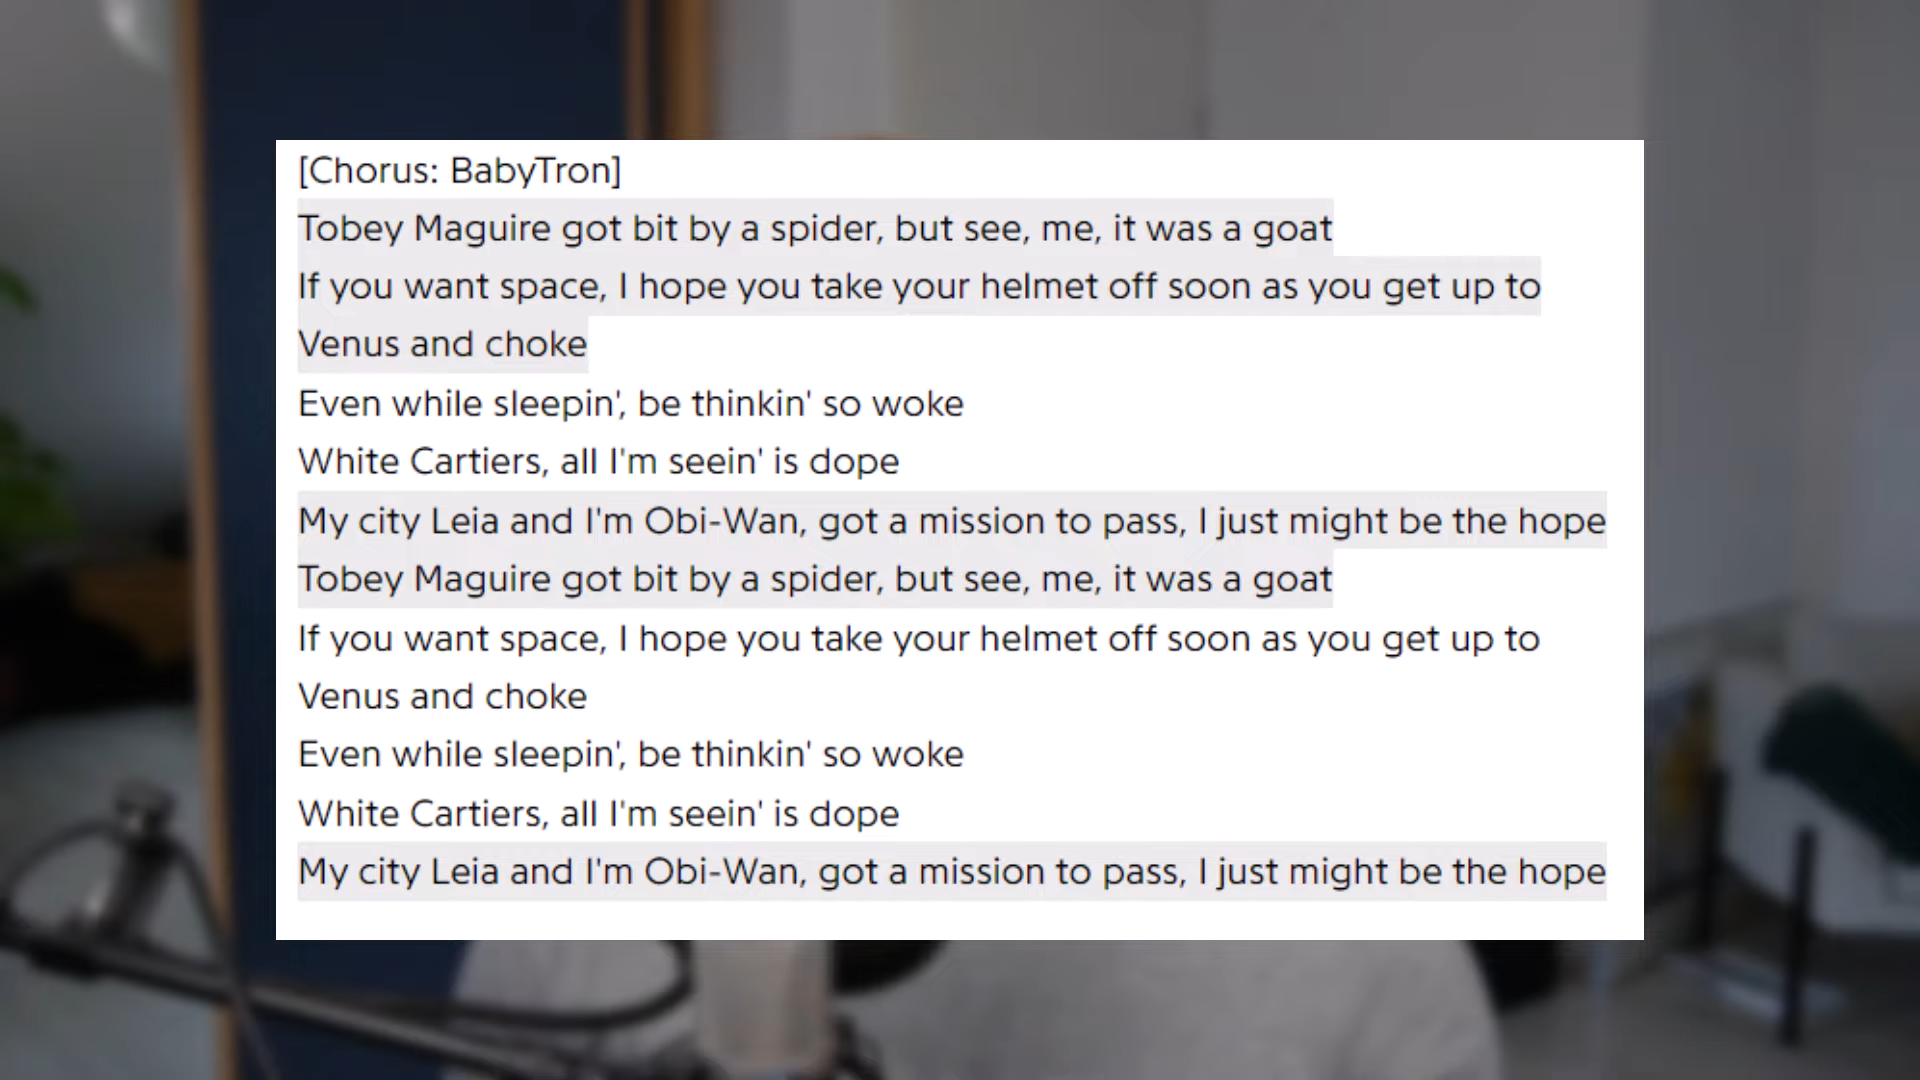 [Chorus: BabyTron]
Tobey Maguire got bit by a spider, but see, me, it was a goat
If you want space, I hope you take your helmet off soon as you get up to
Venus and choke
Even while sleepin', be thinkin' so woke
White Cartiers, all I'm seein' is dope
My city Leia and I'm Obi-Wan, got a mission to pass, I just might be the hope
Tobey Maguire got bit by a spider, but see, me, it was a goat
If you want space, I hope you take your helmet off soon as you get up to
Venus and choke
Even while sleepin', be thinkin' so woke
White Cartiers, all I'm seein' is dope
My city Leia and I'm Obi-Wan, got a mission to pass, I just might be the hope